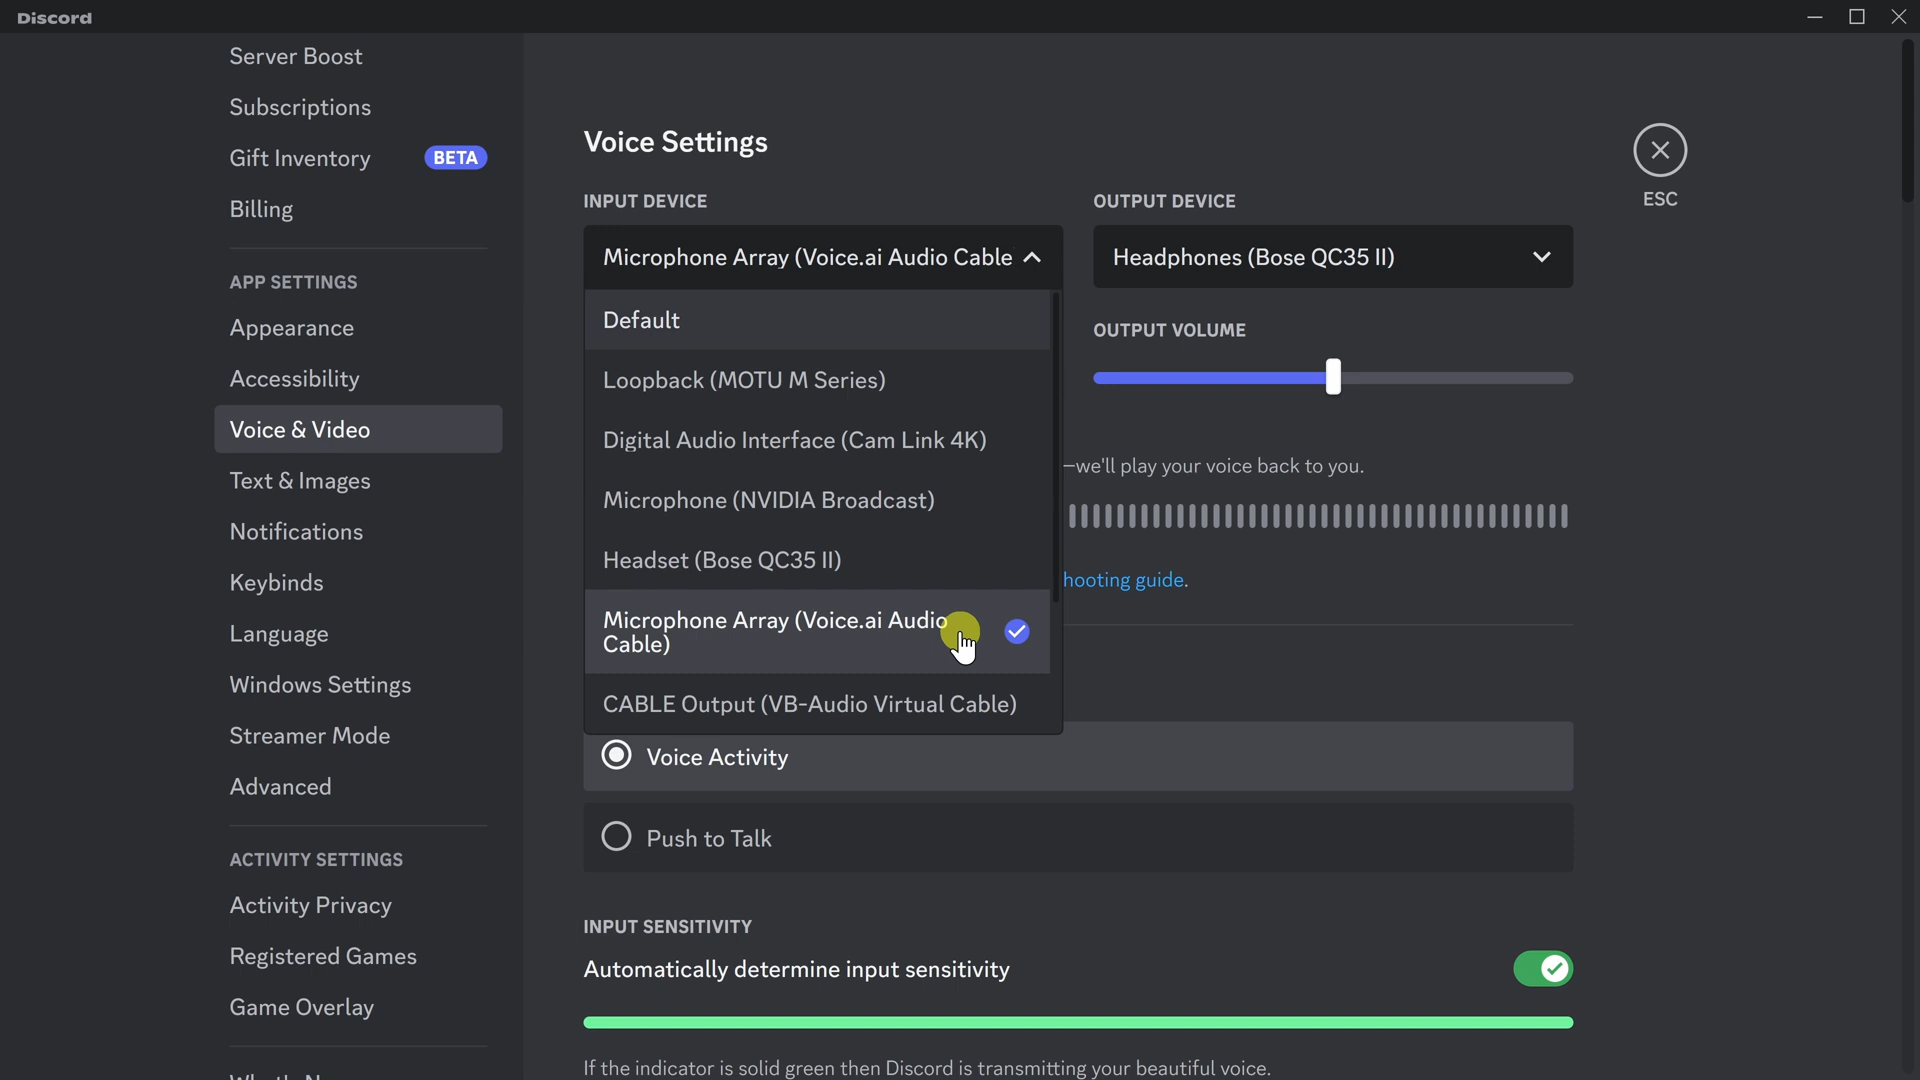 Discord
Server Boost
Subscriptions
Gift Inventory BETA
Billing
APP SETTINGS
Appearance
Accessibility
Voice & Video
Text & Images
Notifications
Keybinds
Language
Windows Settings
Streamer Mode
Advanced
ACTIVITY SETTINGS
Activity Privacy
Registered Games
Game Overlay
Voice Settings
ESC
INPUT DEVICE
Microphone Array (Voice.ai Audio Cable
Default
Loopback (MOTU M Series)
Digital Audio Interface (Cam Link 4K)
Microphone (NVIDIA Broadcast)
Headset (Bose QC35 II)
Microphone Array (Voice.ai Audio
Cable)
CABLE Output (VB-Audio Virtual Cable)
OUTPUT DEVICE
Headphones (Bose QC35 II)
OUTPUT VOLUME
—we'll play your voice back to you.
hooting guide.
Voice Activity
Push to Talk
INPUT SENSITIVITY
Automatically determine input sensitivity
If the indicator is solid green then Discord is transmitting your beautiful voice.